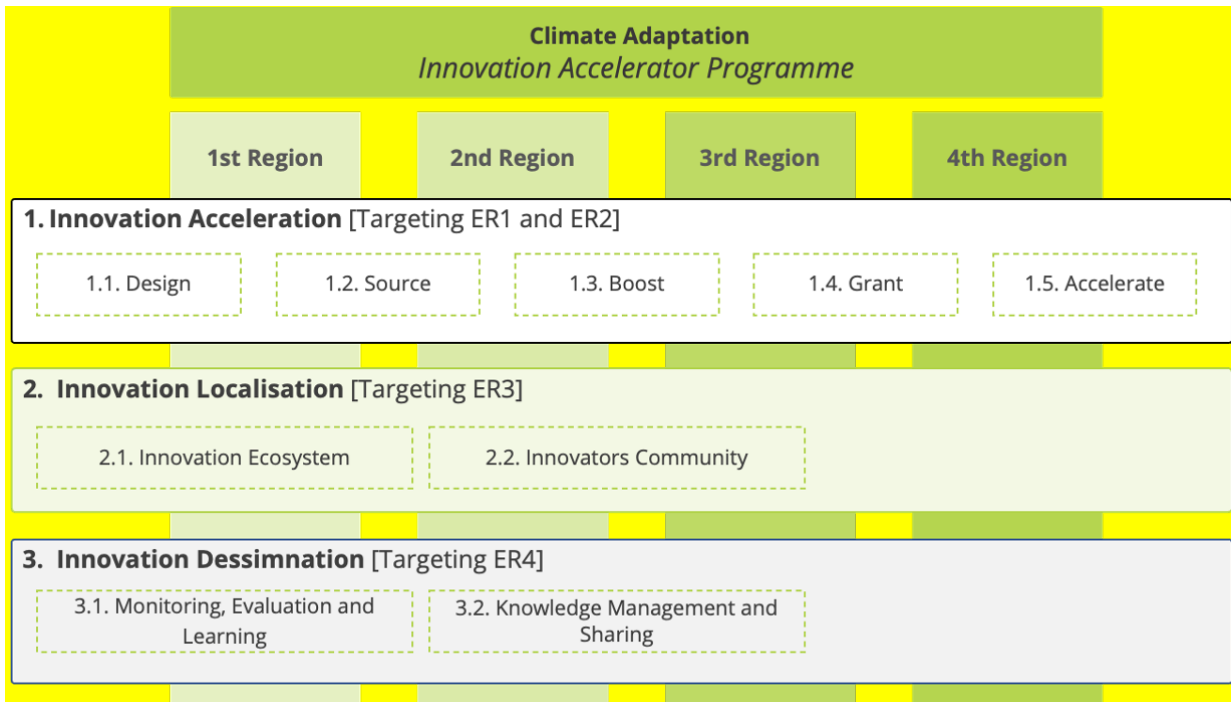 Climate Adaptation
Innovation Accelerator Programme
1st Region
2nd Region
3rd Region
4th Region
1. Innovation Acceleration [Targeting ER1 and ER2]
1.1. Design
1.2. Source
1.3. Boost
1.4. Grant
1.5. Accelerate
2. Innovation Localisation [Targeting ER3]
2.1. Innovation Ecosystem
2.2. Innovators Community
3. Innovation Dessimnation [Targeting ER4]
3.1. Monitoring, Evaluation and
Learning
3.2. Knowledge Management and
Sharing